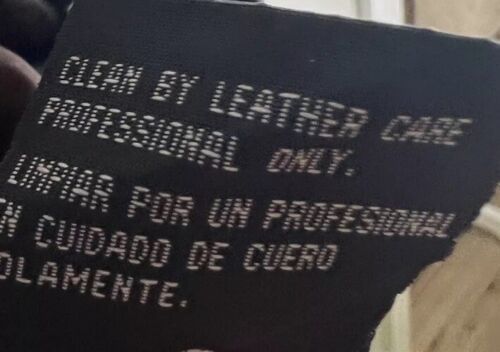 CLEAN BY LEATHER CARE
PROFESSIONAL ONLY.
LIMPIAR POR UN PROFESIONAL
N CUIDADO DE CUERO
OLAMENTE.